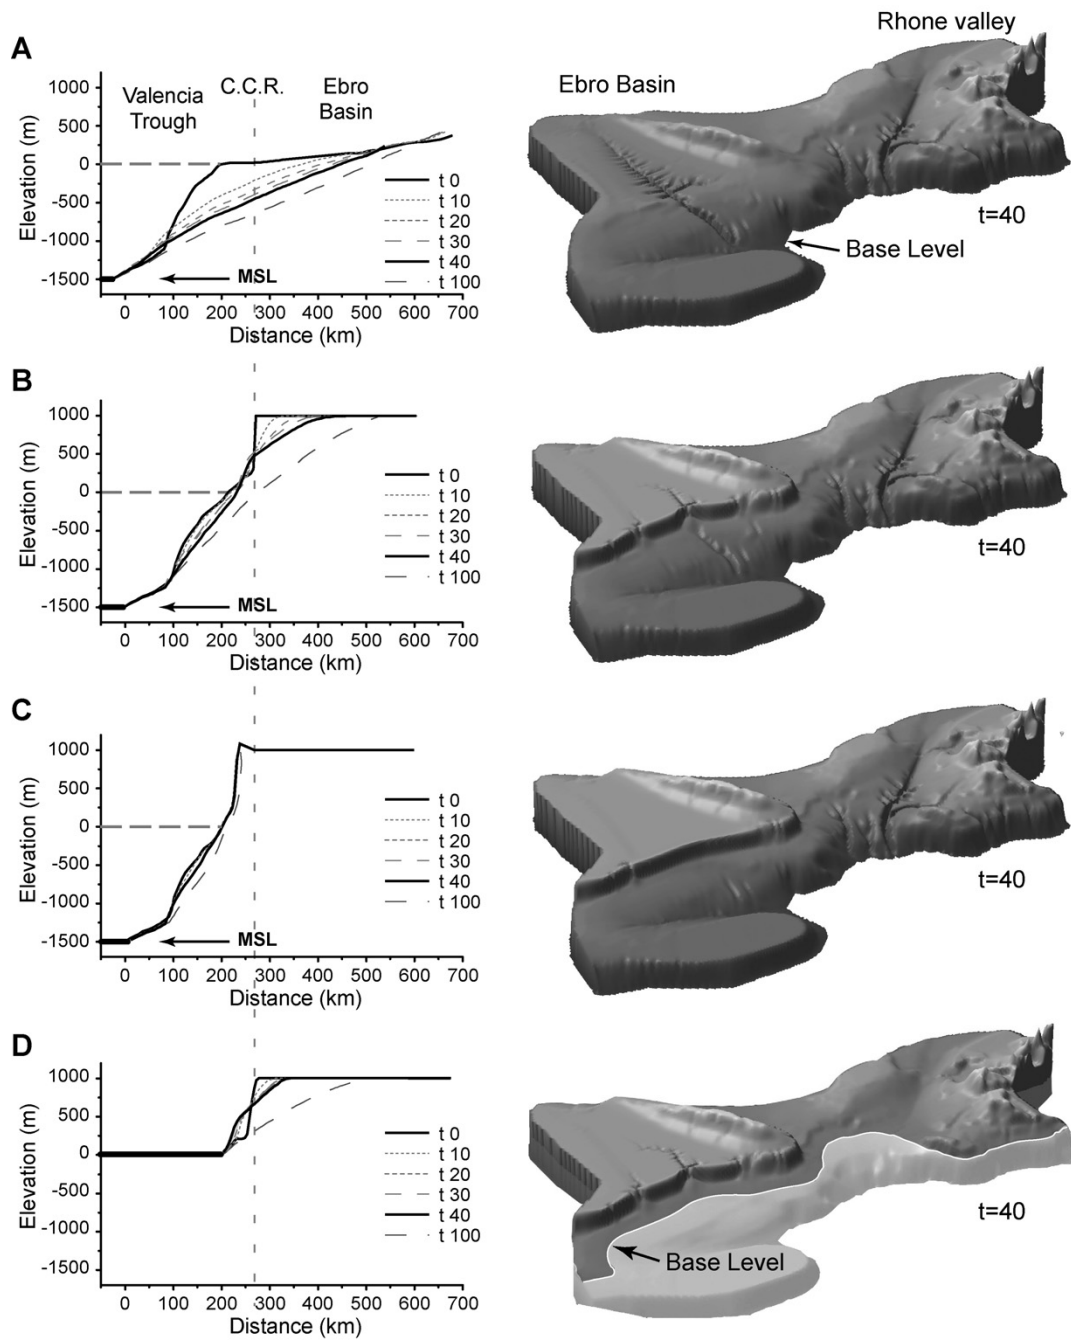 A
Rhone valley
Ebro Basin
Valencia
Trough
C.C.R.
Ebro
Basin
Elevation (m)
1000
500
0
-500
-1000
-1500
t 0
t 10
t 20
t 30
t 40
t 100
MSL
0 100 200 300 400 500 600 700
Distance (km)
t=40
Base Level
B
Elevation (m)
1000
500
0
-500
-1000
-1500
t 0
t 10
t 20
t 30
t 40
t 100
MSL
0 100 200 300 400 500 600 700
Distance (km)
t=40
C
Elevation (m)
1000
500
0
-500
-1000
-1500
t 0
t 10
t 20
t 30
t 40
t 100
MSL
0 100 200 300 400 500 600 700
Distance (km)
t=40
D
Elevation (m)
1000
500
0
-500
-1000
-1500
t 0
t 10
t 20
t 30
t 40
t 100
0 100 200 300 400 500 600 700
Distance (km)
t=40
Base Level